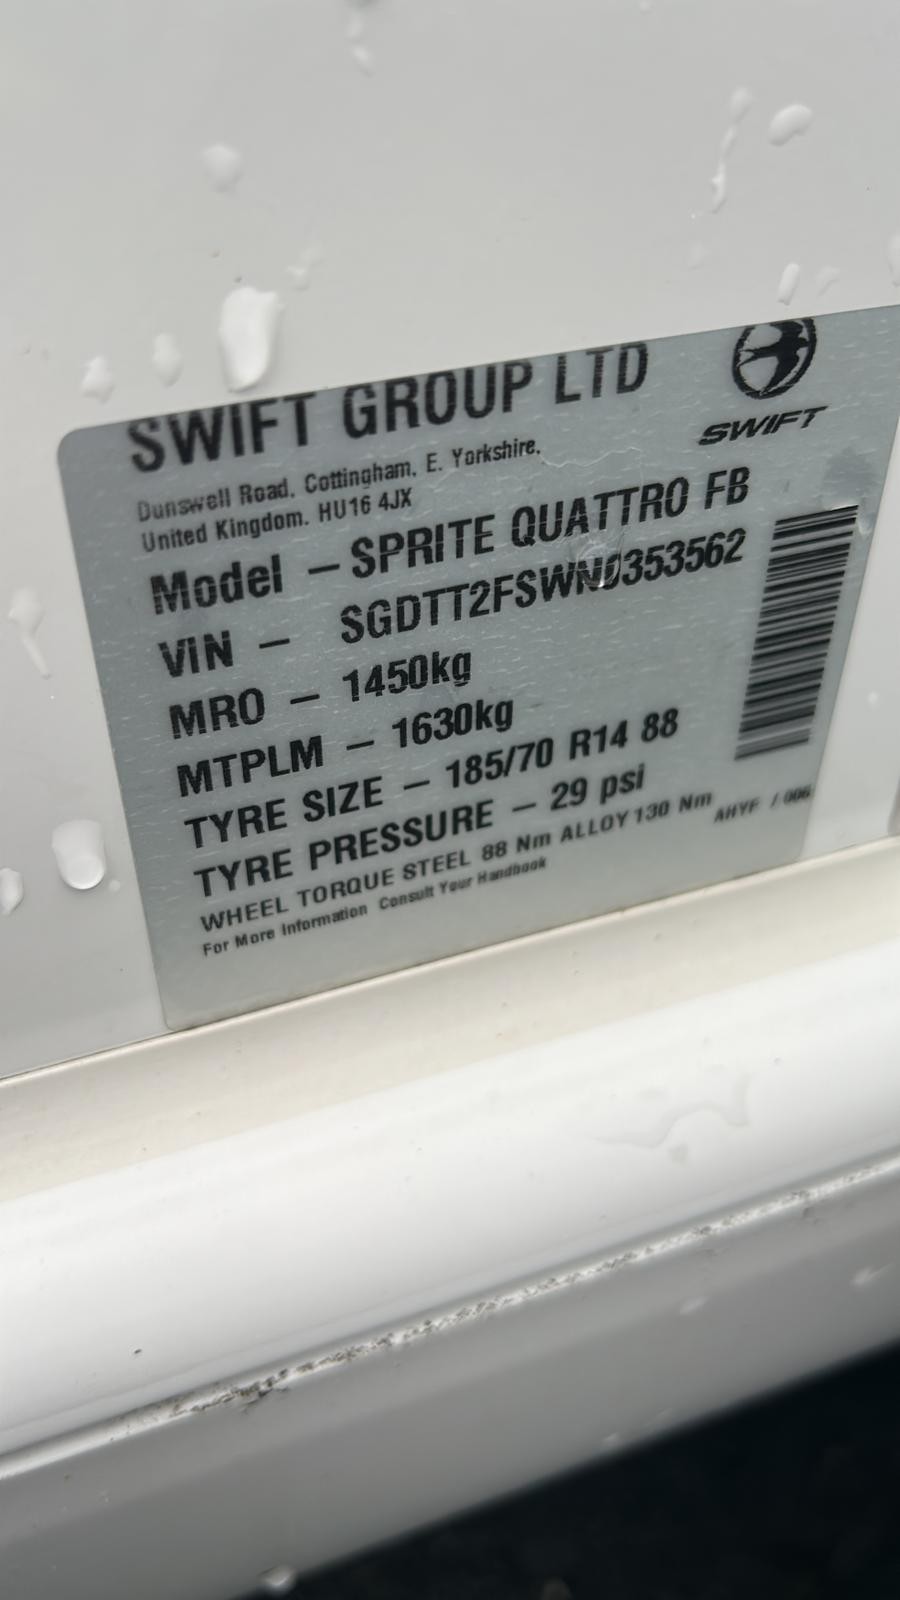 SWIFT GROUP LTD
SWIFT
Dunswell Road, Cottingham, E. Yorkshire,
United Kingdom. HU16 4JX
Model – SPRITE QUATTRO FB
VIN – SGDTT2FSWN0353562
MRO – 1450kg
MTPLM – 1630kg
TYRE SIZE – 185/70 R14 88
TYRE PRESSURE – 29 psi
WHEEL TORQUE STEEL 88 Nm ALLOY 130 Nm
For More Information Consult Your Handbook